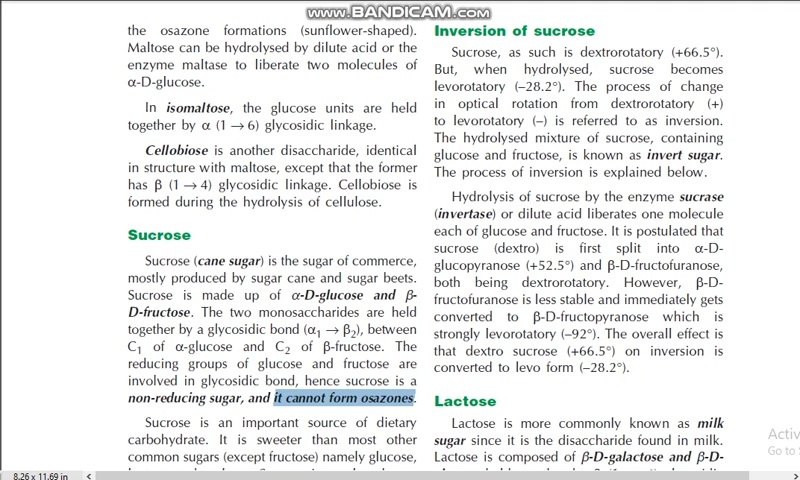 www.BANDICAM.com
the osazone formations (sunflower-shaped).
Maltose can be hydrolysed by dilute acid or the
enzyme maltase to liberate two molecules of
α-D-glucose.
In isomaltose, the glucose units are held
together by α (1 → 6) glycosidic linkage.
Cellobiose is another disaccharide, identical
in structure with maltose, except that the former
has β (1 → 4) glycosidic linkage. Cellobiose is
formed during the hydrolysis of cellulose.
Sucrose
Sucrose (cane sugar) is the sugar of commerce,
mostly produced by sugar cane and sugar beets.
Sucrose is made up of α-D-glucose and β-
D-fructose. The two monosaccharides are held
together by a glycosidic bond (α₁ → β₂), between
C₁ of α-glucose and C₂ of β-fructose. The
reducing groups of glucose and fructose are
involved in glycosidic bond, hence sucrose is a
non-reducing sugar, and it cannot form osazones.
Sucrose is an important source of dietary
carbohydrate. It is sweeter than most other
common sugars (except fructose) namely glucose,
Inversion of sucrose
Sucrose, as such is dextrorotatory (+66.5°).
But, when hydrolysed, sucrose becomes
levorotatory (–28.2°). The process of change
in optical rotation from dextrorotatory (+)
to levorotatory (–) is referred to as inversion.
The hydrolysed mixture of sucrose, containing
glucose and fructose, is known as invert sugar.
The process of inversion is explained below.
Hydrolysis of sucrose by the enzyme sucrase
(invertase) or dilute acid liberates one molecule
each of glucose and fructose. It is postulated that
sucrose (dextro) is first split into α-D-
glucopyranose (+52.5°) and β-D-fructofuranose,
both being dextrorotatory. However, β-D-
fructofuranose is less stable and immediately gets
converted to β-D-fructopyranose which is
strongly levorotatory (–92°). The overall effect is
that dextro sucrose (+66.5°) on inversion is
converted to levo form (–28.2°).
Lactose
Lactose is more commonly known as milk
sugar since it is the disaccharide found in milk.
Lactose is composed of β-D-galactose and β-D-
Activ
Go to S
8.26 x 11.69 in